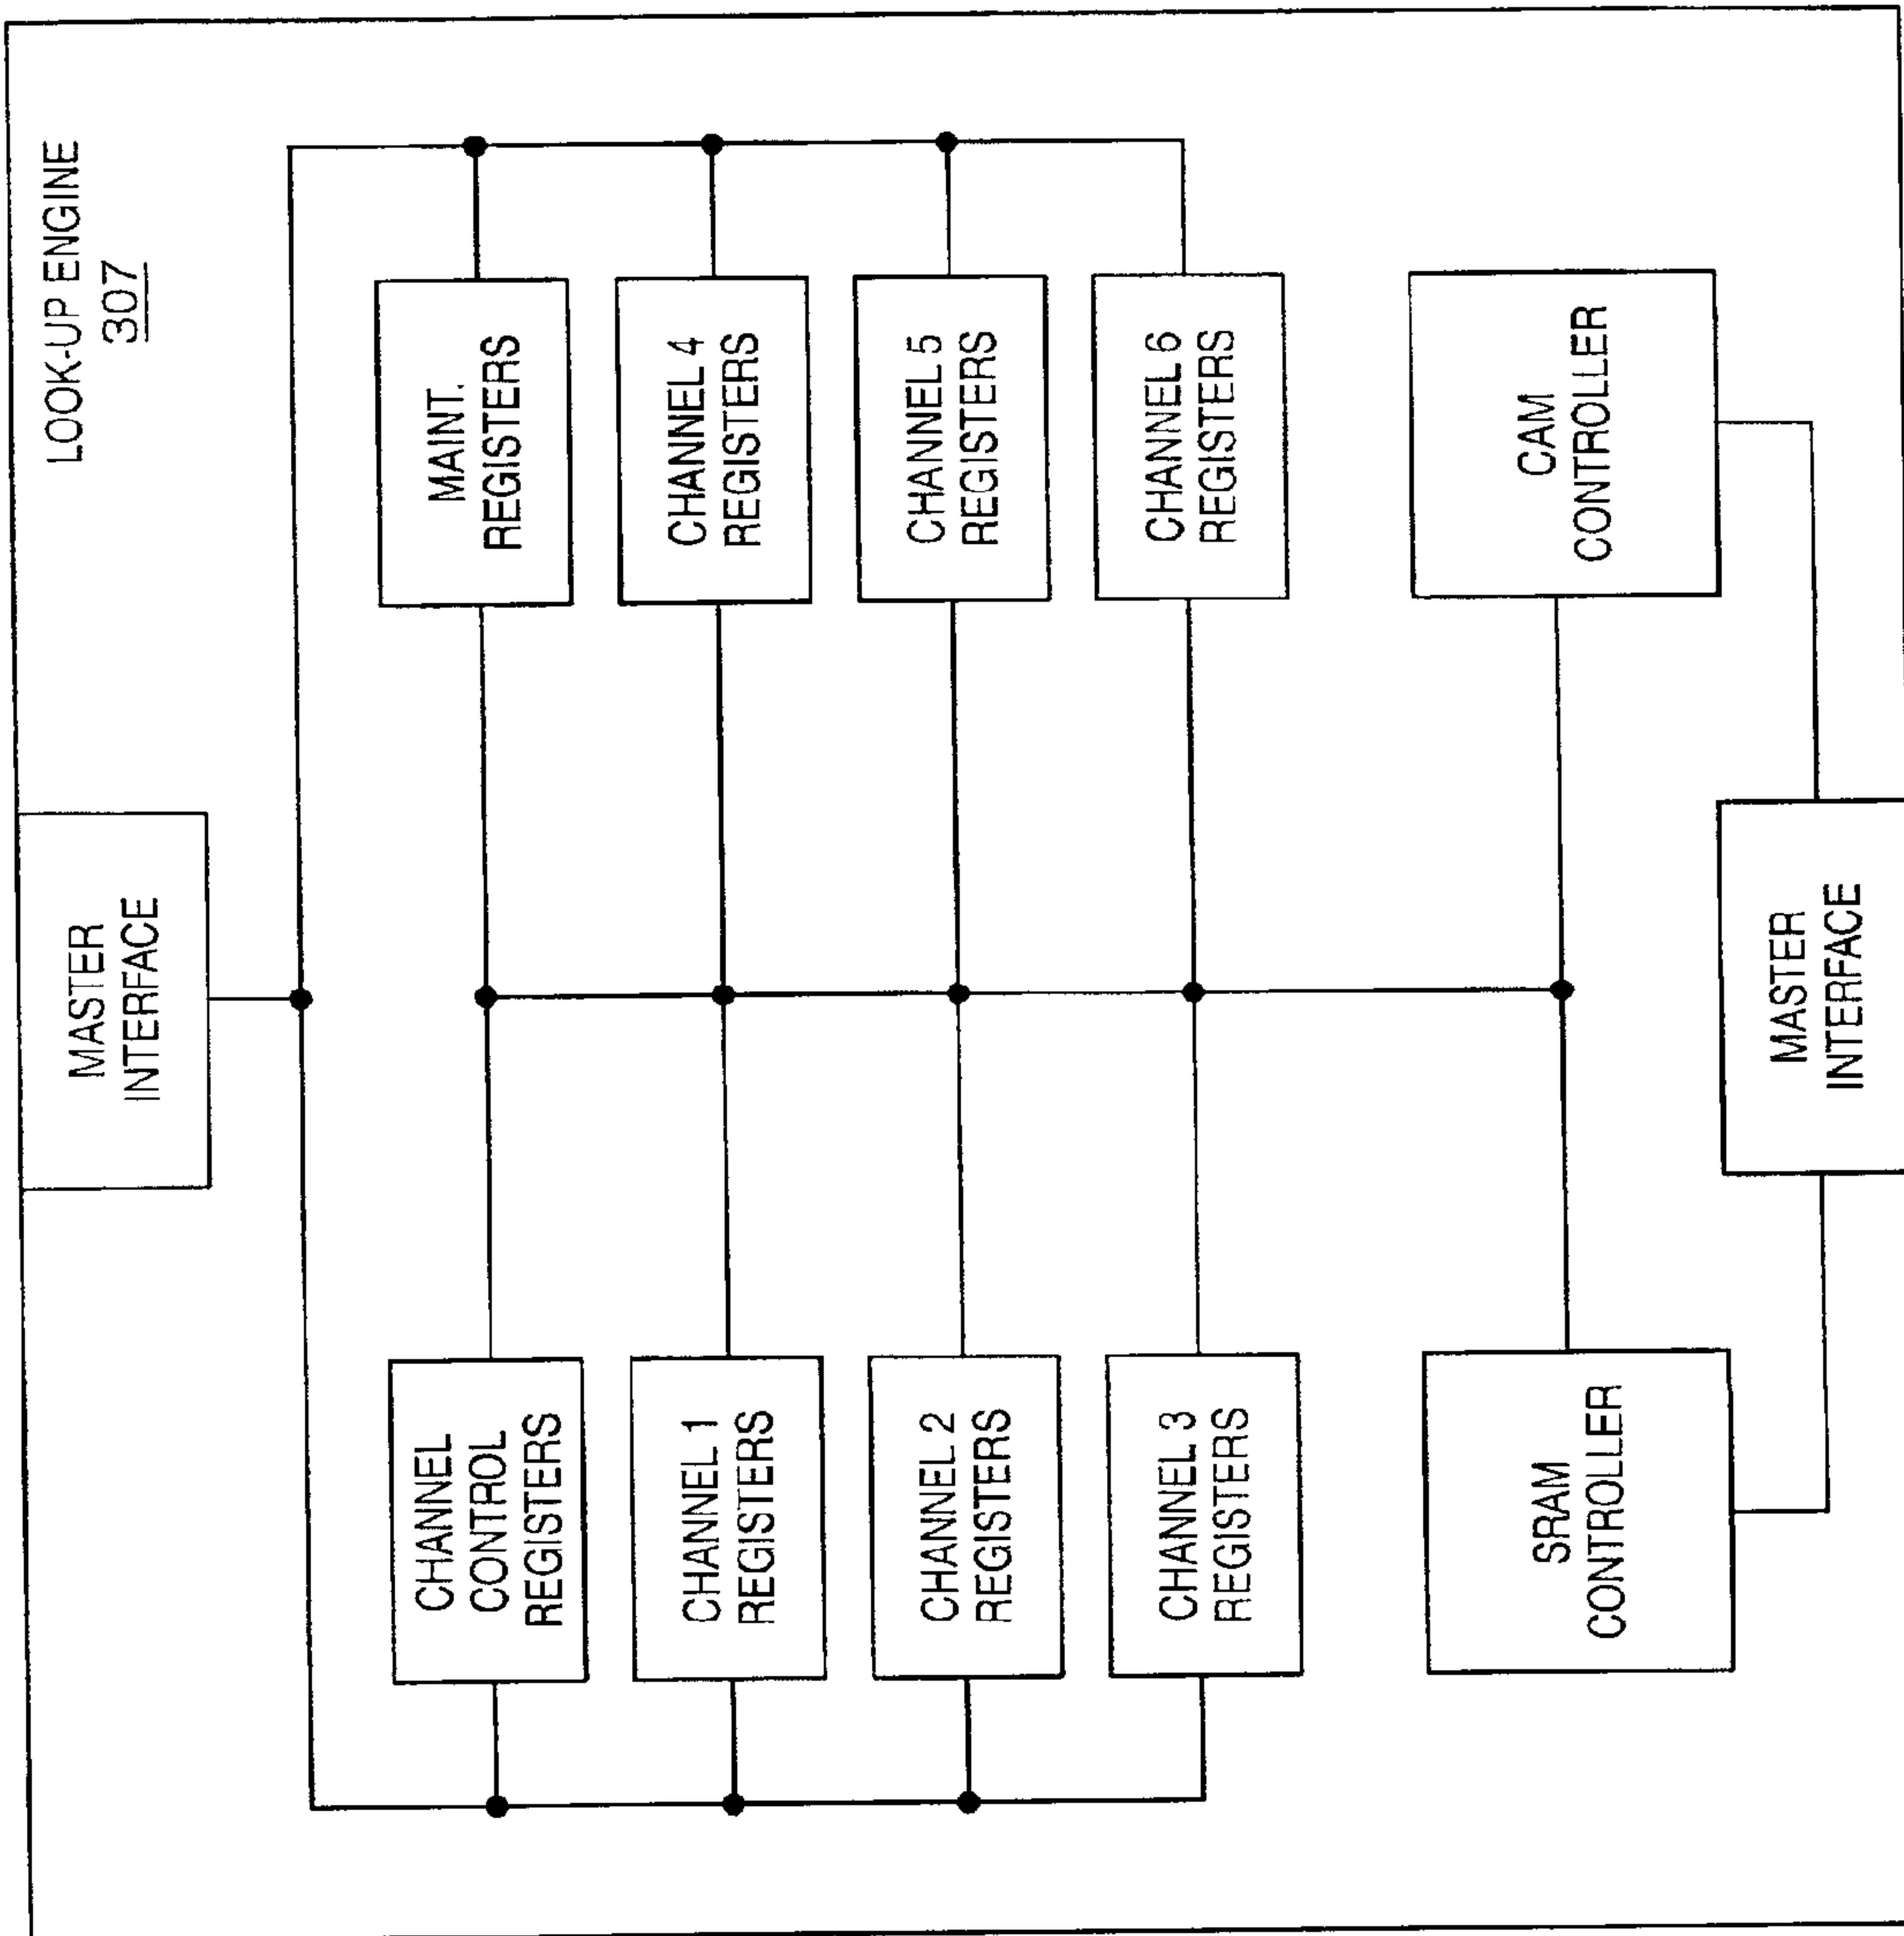 LOOK-UP ENGINE
307
MASTER
INTERFACE
CHANNEL
CONTROL
REGISTERS
MAINT.
REGISTERS
CHANNEL 1
REGISTERS
CHANNEL 4
REGISTERS
CHANNEL 2
REGISTERS
CHANNEL 5
REGISTERS
CHANNEL 3
REGISTERS
CHANNEL 6
REGISTERS
SRAM
CONTROLLER
CAM
CONTROLLER
MASTER
INTERFACE